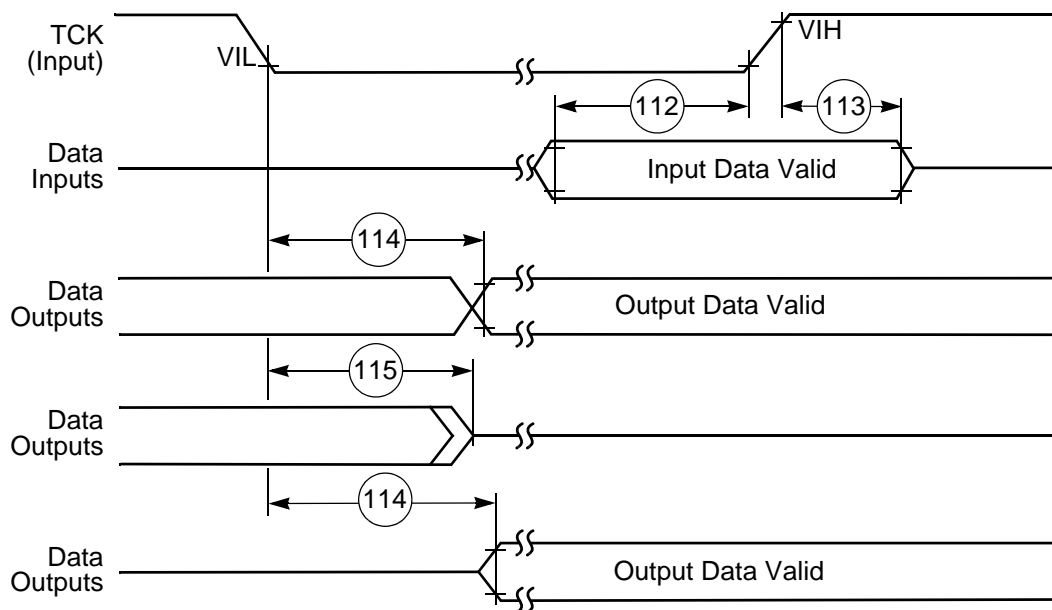 TCK
(Input)
VIL
VIH
112
113
Data
Inputs
Input Data Valid
114
Data
Outputs
Output Data Valid
115
Data
Outputs
114
Data
Outputs
Output Data Valid